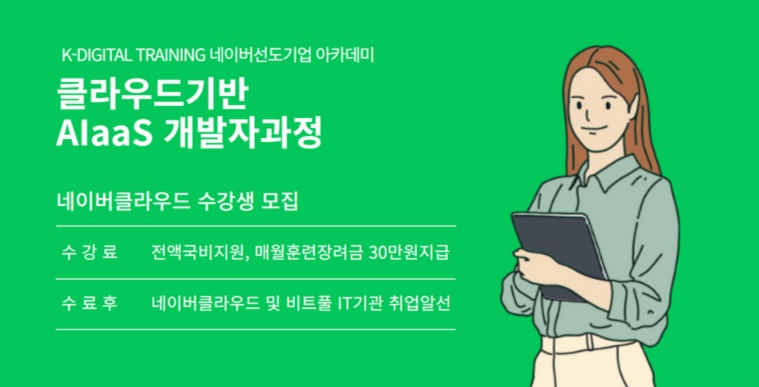 K-DIGITAL TRAINING 네이버선도기업 아카데미
클라우드기반
AIaaS 개발자과정
네이버클라우드 수강생 모집
수 강 료 전액국비지원, 매월훈련장려금 30만원지급
수 료 후 네이버클라우드 및 비트풀 IT기관 취업알선